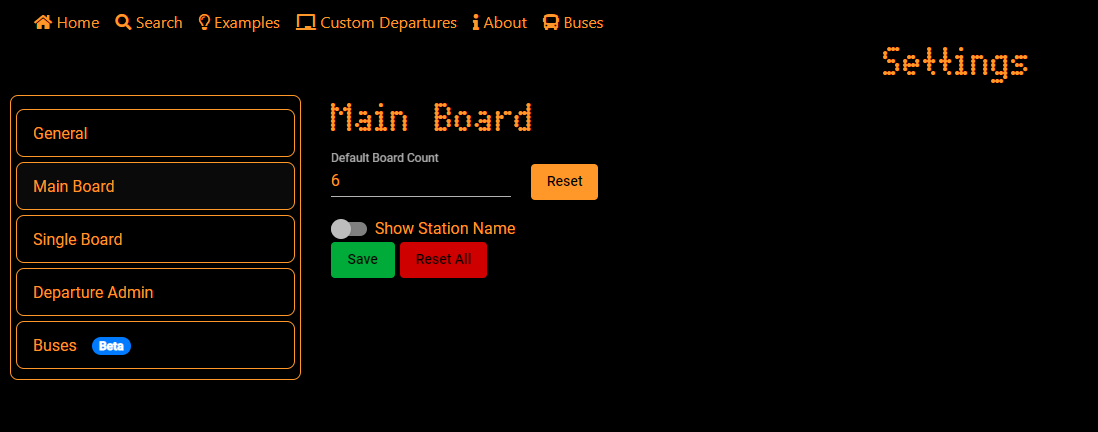 Home Search Examples Custom Departures About Buses
Settings
General
Main Board
Single Board
Departure Admin
Buses Beta
Main Board
Default Board Count
6 Reset
Show Station Name
Save Reset All